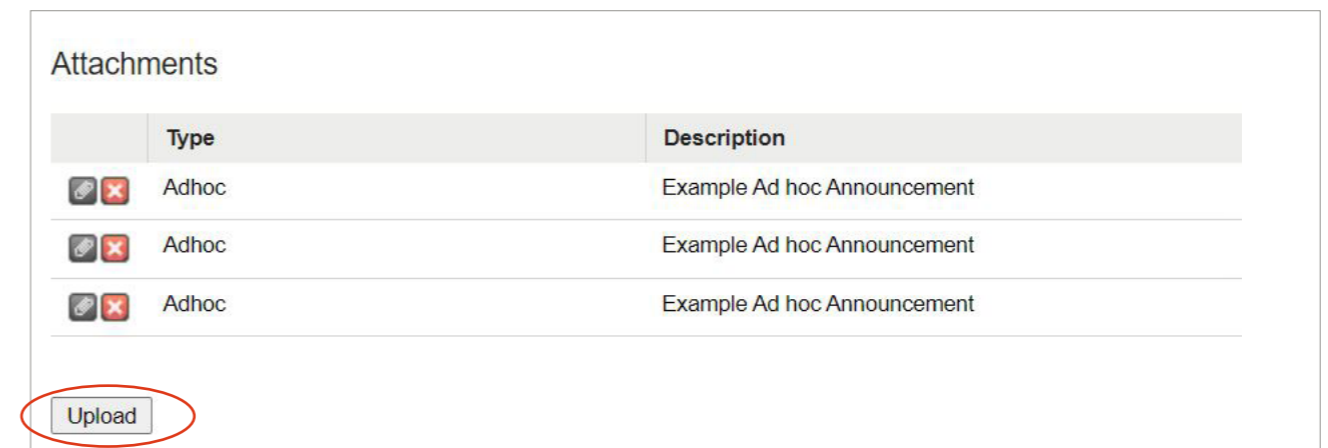 Attachments
Type Description
Adhoc Example Ad hoc Announcement
Adhoc Example Ad hoc Announcement
Adhoc Example Ad hoc Announcement
Upload